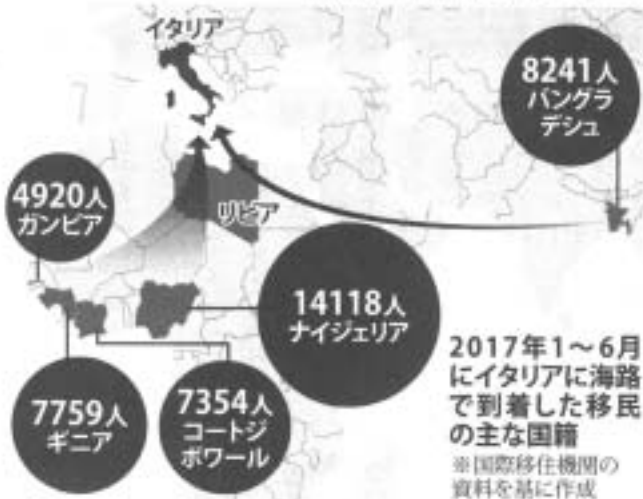 イタリア
8241人
バングラ
デシュ
4920人
ガンビア
リビア
14118人
ナイジェリア
7759人
ギニア
7354人
コートジ
ボワール
2017年1〜6月
にイタリアに海路
で到着した移民
の主な国籍
※国際移住機関の
資料を基に作成